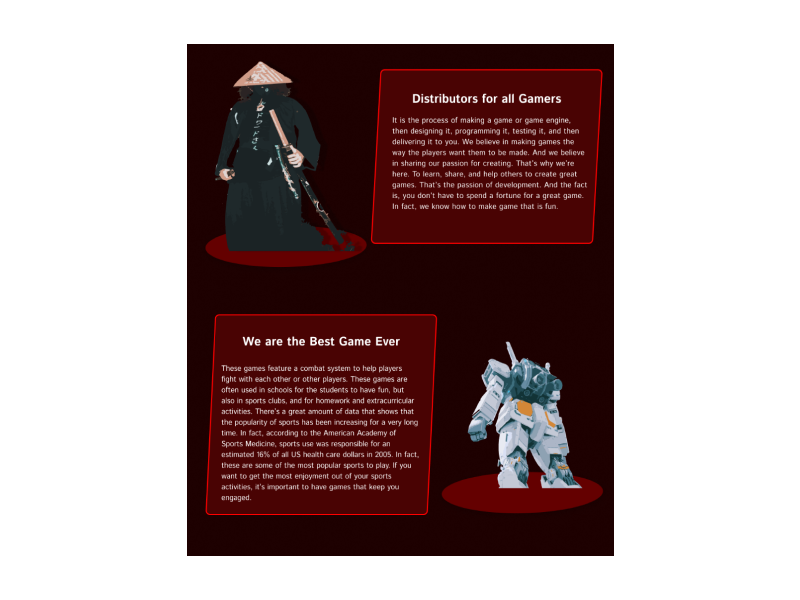 Distributors for all Gamers
It is the process of making a game or game engine,
then designing it, programming it, testing it, and then
delivering it to you. We believe in making games the
way the players want them to be made. And we believe
in sharing our passion for creating. That's why we're
here. To learn, share, and help others to create great
games. That's the passion of development. And the fact
is, you don't have to spend a fortune for a great game.
In fact, we know how to make game that is fun.
We are the Best Game Ever
These games feature a combat system to help players
fight with each other or other players. These games are
often used in schools for the students to have fun, but
also in sports clubs, and for homework and extracurricular
activities. There's a great amount of data that shows that
the popularity of sports has been increasing for a very long
time. In fact, according to the American Academy of
Sports Medicine, sports use was responsible for an
estimated 16% of all US health care dollars in 2005. In fact,
these are some of the most popular sports to play. If you
want to get the most enjoyment out of your sports
activities, it's important to have games that keep you
engaged.